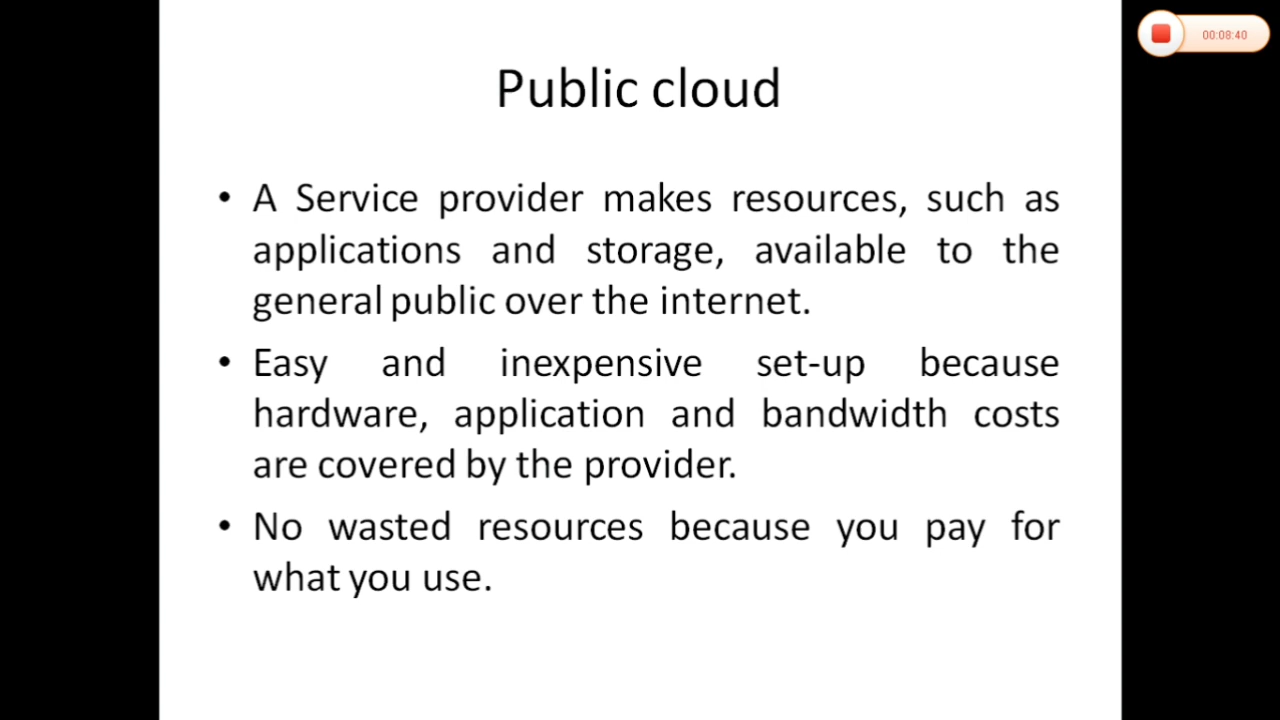 00:08:40
Public cloud
• A Service provider makes resources, such as
applications and storage, available to the
general public over the internet.
• Easy and inexpensive set-up because
hardware, application and bandwidth costs
are covered by the provider.
• No wasted resources because you pay for
what you use.